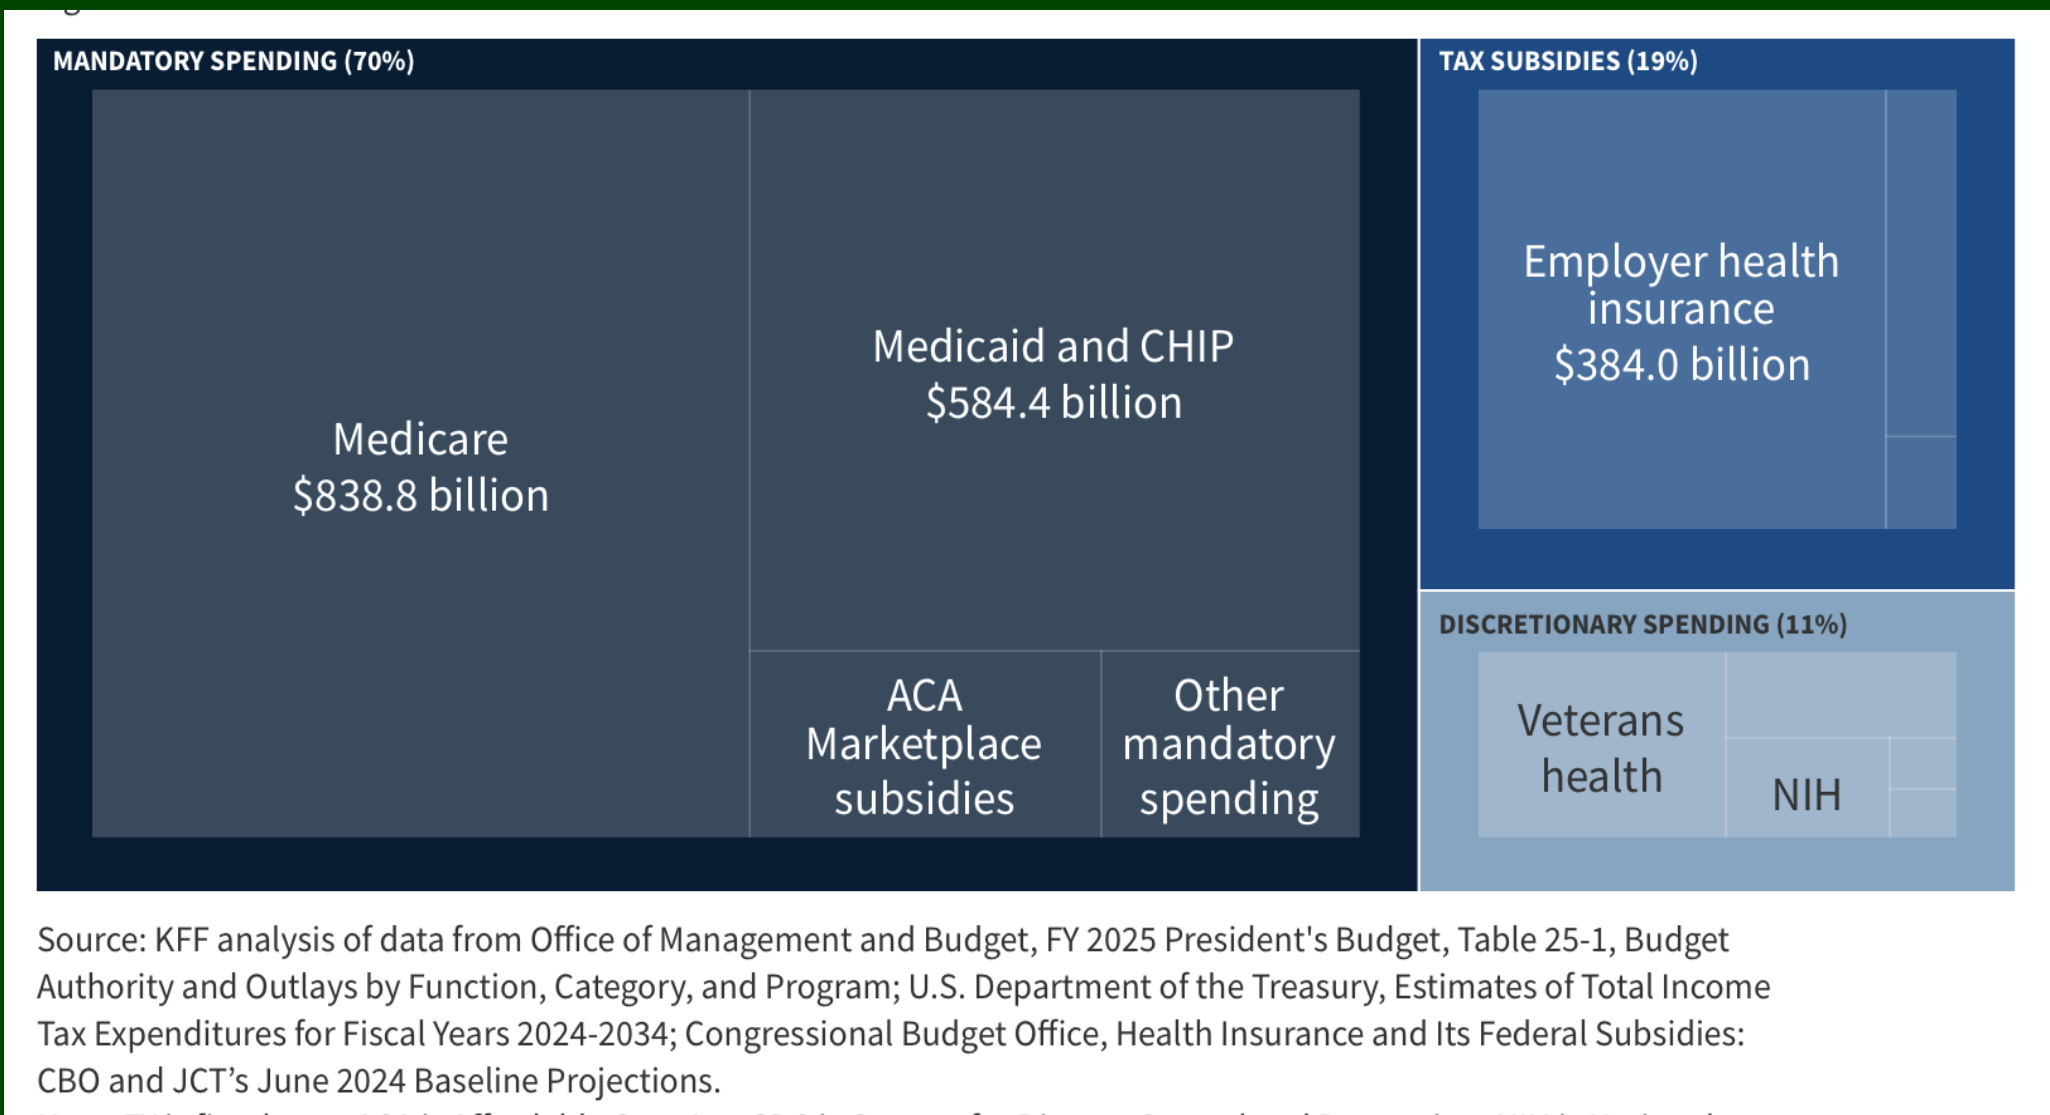 MANDATORY SPENDING (70%)
Medicare
$838.8 billion
Medicaid and CHIP
$584.4 billion
ACA
Marketplace
subsidies
Other
mandatory
spending
TAX SUBSIDIES (19%)
Employer health
insurance
$384.0 billion
DISCRETIONARY SPENDING (11%)
Veterans
health
NIH
Source: KFF analysis of data from Office of Management and Budget, FY 2025 President's Budget, Table 25-1, Budget
Authority and Outlays by Function, Category, and Program; U.S. Department of the Treasury, Estimates of Total Income
Tax Expenditures for Fiscal Years 2024-2034; Congressional Budget Office, Health Insurance and Its Federal Subsidies:
CBO and JCT’s June 2024 Baseline Projections.